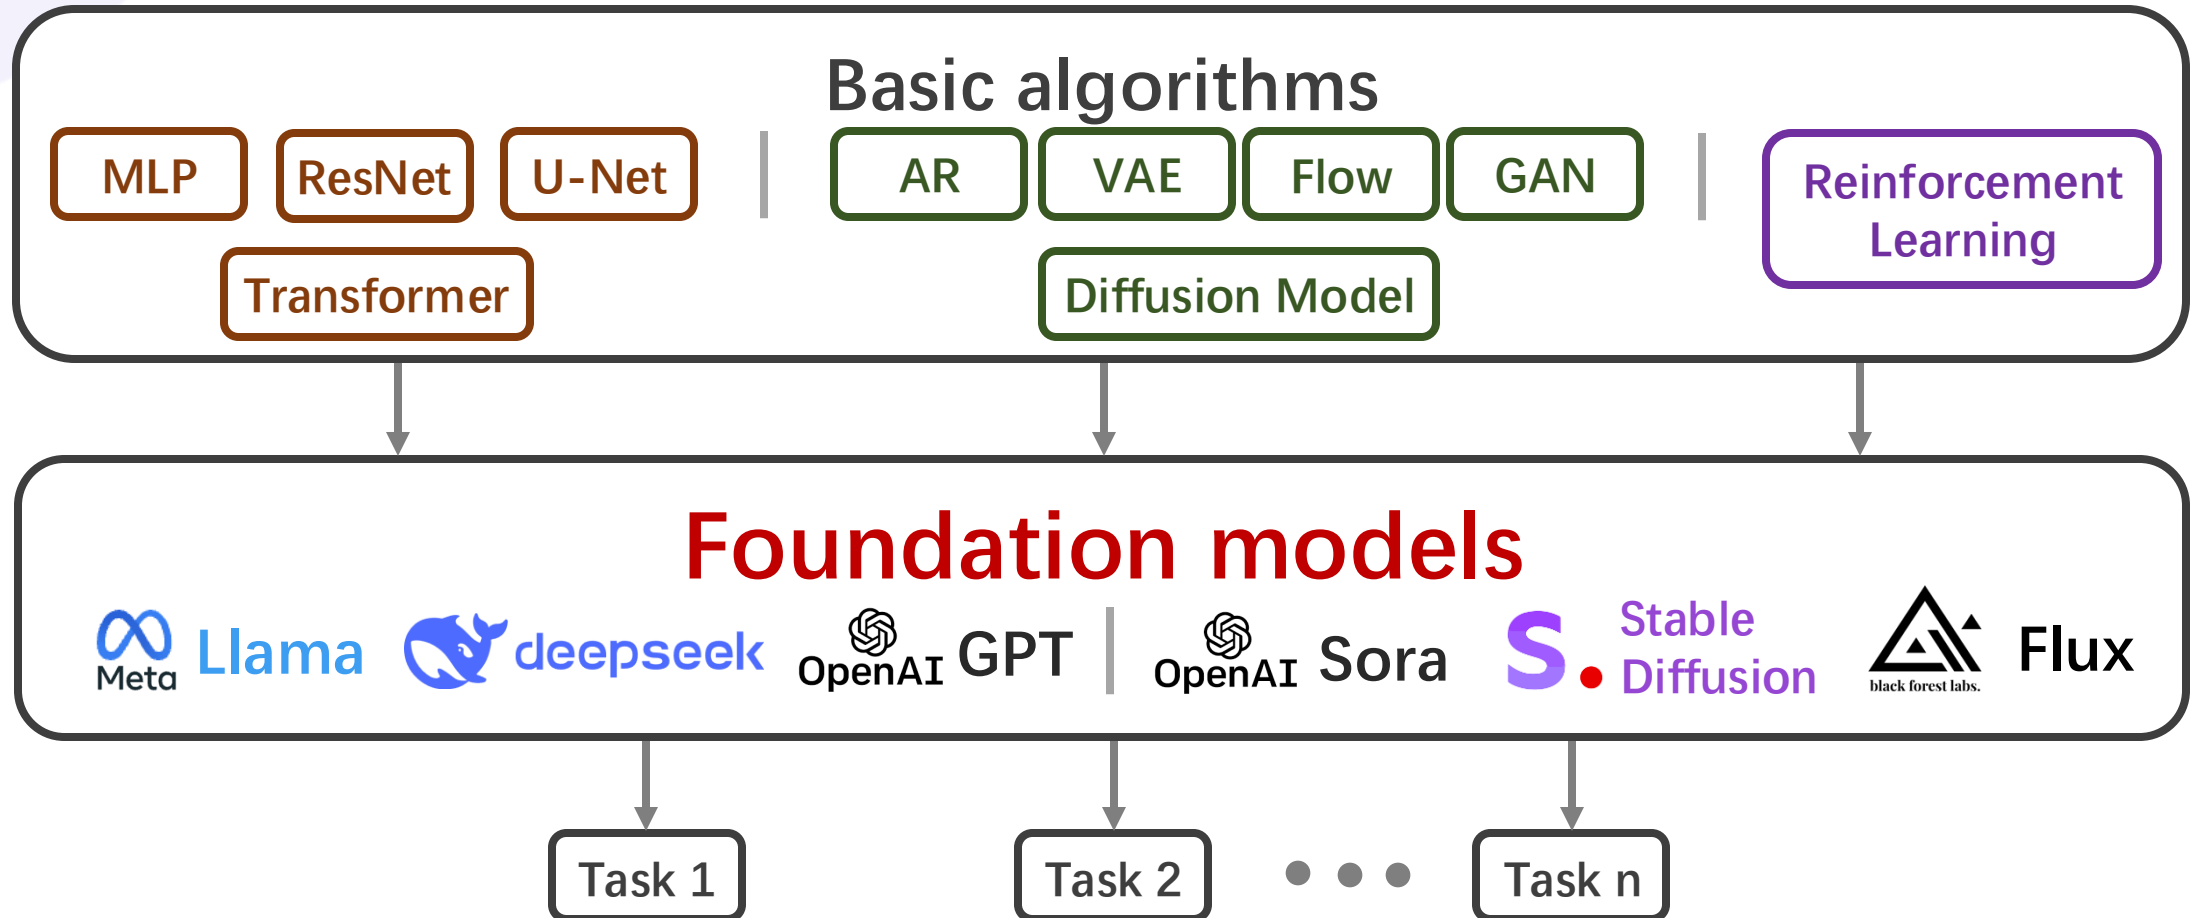 Basic algorithms
MLP
ResNet
U-Net
AR
VAE
Flow
GAN
Reinforcement
Learning
Transformer
Diffusion Model
Foundation models
Meta
Llama
deepseek
OpenAI
GPT
OpenAI
Sora
S.
Stable
Diffusion
black forest labs.
Flux
Task 1
Task 2
Task n